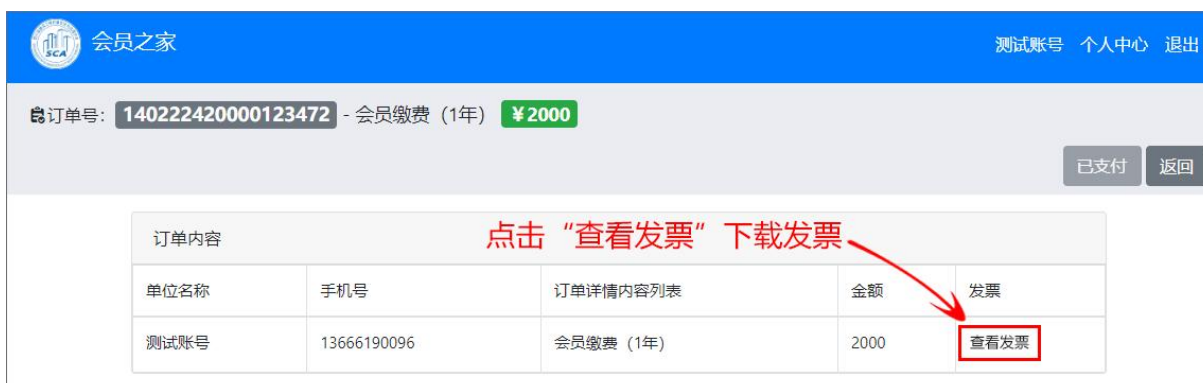 SCA
会员之家
测试账号 个人中心 退出
订单号: 140222420000123472 - 会员缴费 (1年) ¥2000
已支付 返回
订单内容
点击“查看发票”下载发票
单位名称 手机号 订单详情内容列表 金额 发票
测试账号 13666190096 会员缴费 (1年) 2000 查看发票